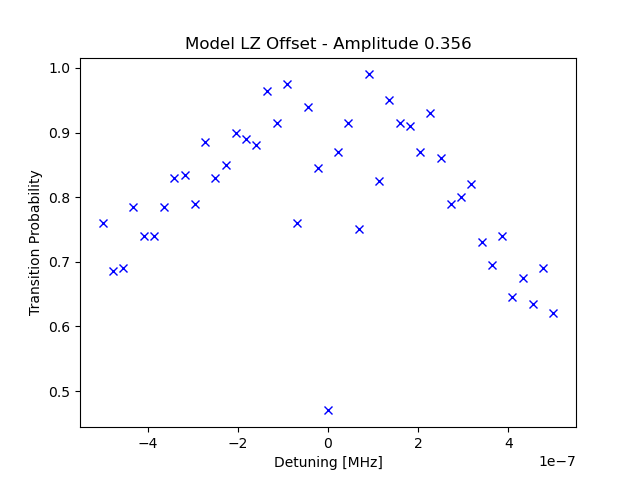 Model LZ Offset - Amplitude 0.356
Transition Probability
1.0
0.9
0.8
0.7
0.6
0.5
−4
−2
0
2
4
1e−7
Detuning [MHz]